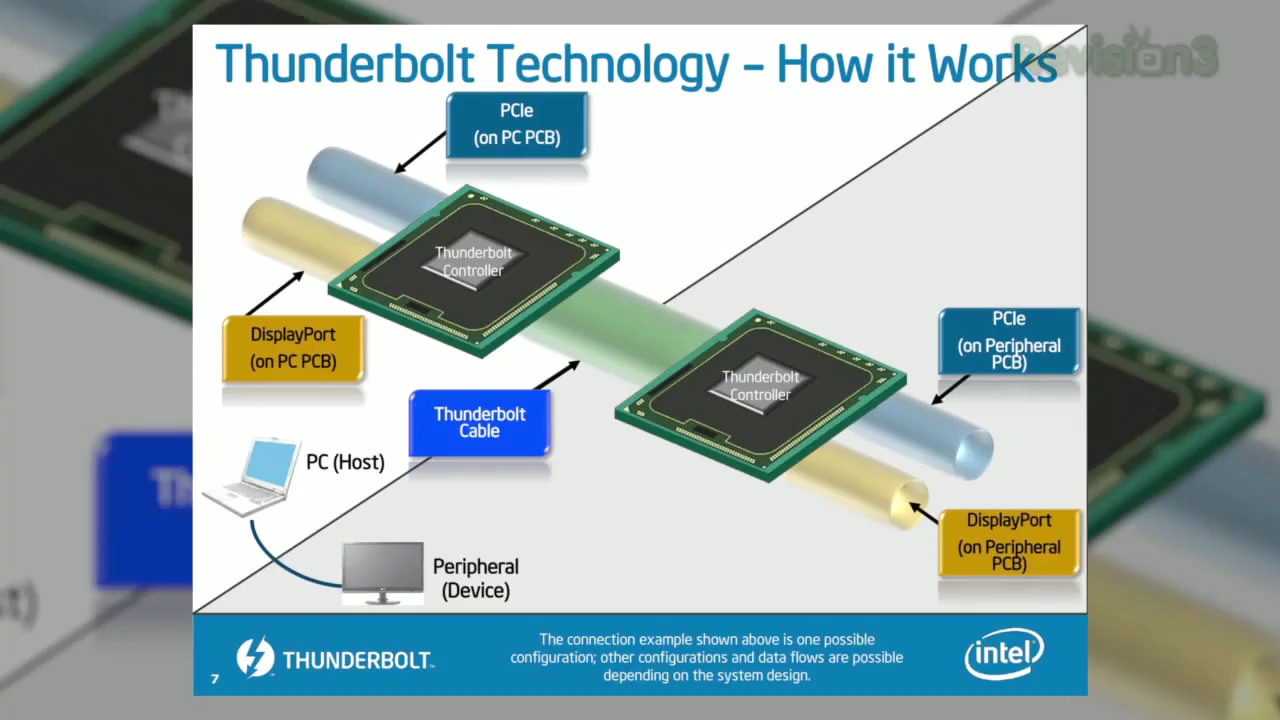 Thunderbolt Technology – How it Works
Revision3
PCIe
(on PC PCB)
Thunderbolt
Controller
DisplayPort
(on PC PCB)
PCIe
(on Peripheral
PCB)
Thunderbolt
Controller
Thunderbolt
Cable
PC (Host)
DisplayPort
(on Peripheral
PCB)
Peripheral
(Device)
7
THUNDERBOLT™
The connection example shown above is one possible
configuration; other configurations and data flows are possible
depending on the system design.
intel